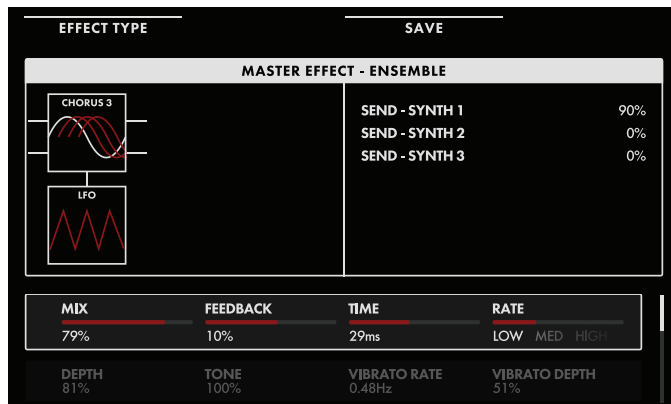 EFFECT TYPE SAVE
MASTER EFFECT - ENSEMBLE
CHORUS 3
LFO
SEND - SYNTH 1 90%
SEND - SYNTH 2 0%
SEND - SYNTH 3 0%
MIX FEEDBACK TIME RATE
79% 10% 29ms LOW MED HIGH
DEPTH TONE VIBRATO RATE VIBRATO DEPTH
81% 100% 0.48Hz 51%